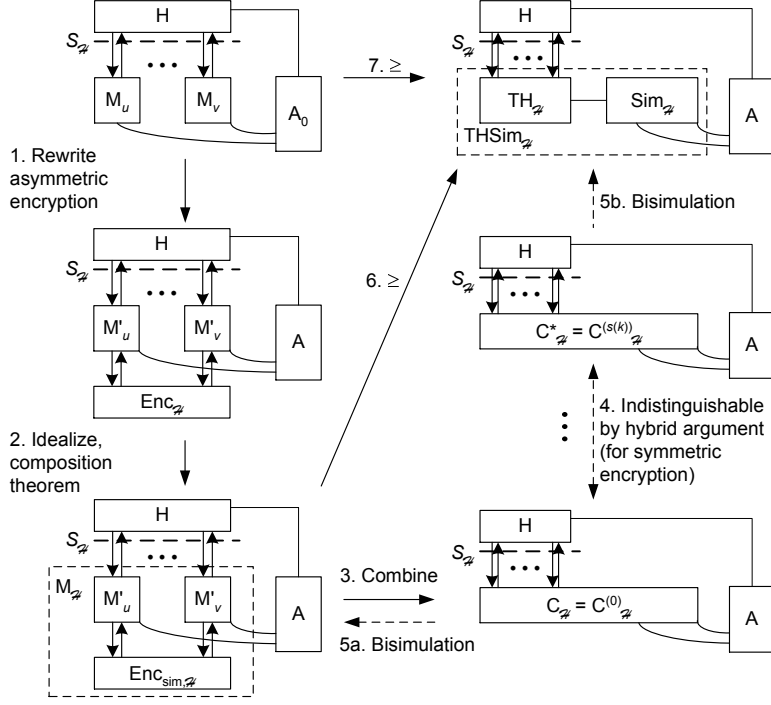 H
S_ℋ
• • •
M_u
M_v
A_0
7. ≥
H
S_ℋ
• • •
TH_ℋ
Sim_ℋ
THSim_ℋ
A
1. Rewrite
asymmetric
encryption
5b. Bisimulation
H
S_ℋ
• • •
M'_u
M'_v
A
Enc_ℋ
6. ≥
H
S_ℋ
• • •
C*_ℋ = C^(s(k))_ℋ
A
2. Idealize,
composition
theorem
4. Indistinguishable
by hybrid argument
(for symmetric
encryption)
H
S_ℋ
• • •
M_ℋ
M'_u
M'_v
A
Enc_sim,ℋ
3. Combine
5a. Bisimulation
H
S_ℋ
• • •
C_ℋ = C^(0)_ℋ
A